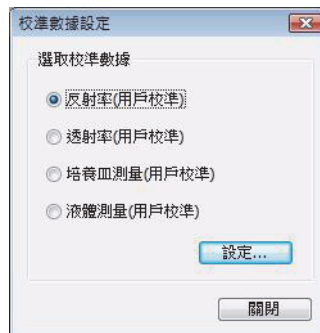 校準數據設定
選取校準數據
反射率(用戶校準)
透射率(用戶校準)
培養皿測量(用戶校準)
液體測量(用戶校準)
設定...
關閉